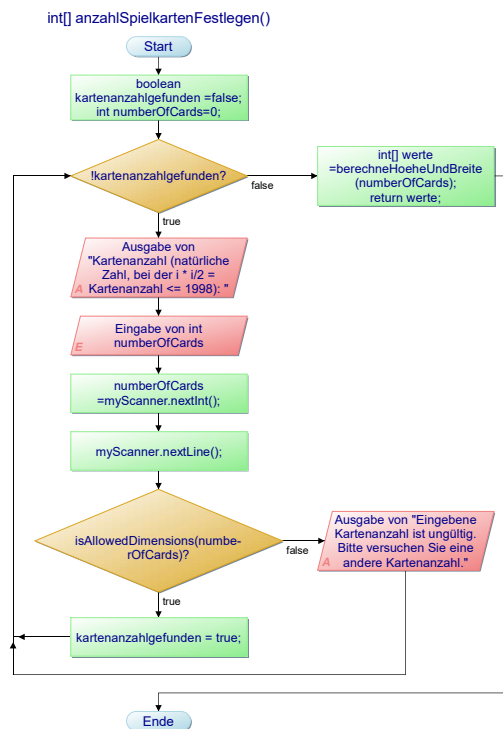 int[] anzahlSpielkartenFestlegen()
Start
boolean
kartenanzahlgefunden =false;
int numberOfCards=0;
!kartenanzahlgefunden?
false
int[] werte
=berechneHoeheUndBreite
(numberOfCards);
return werte;
true
Ausgabe von
"Kartenanzahl (natürliche
Zahl, bei der i * i/2 =
Kartenanzahl <= 1998): "
A
Eingabe von int
numberOfCards
E
numberOfCards
=myScanner.nextInt();
myScanner.nextLine();
isAllowedDimensions(numbe-
rOfCards)?
false
Ausgabe von "Eingebene
Kartenanzahl ist ungültig.
Bitte versuchen Sie eine
andere Kartenanzahl."
A
true
kartenanzahlgefunden = true;
Ende